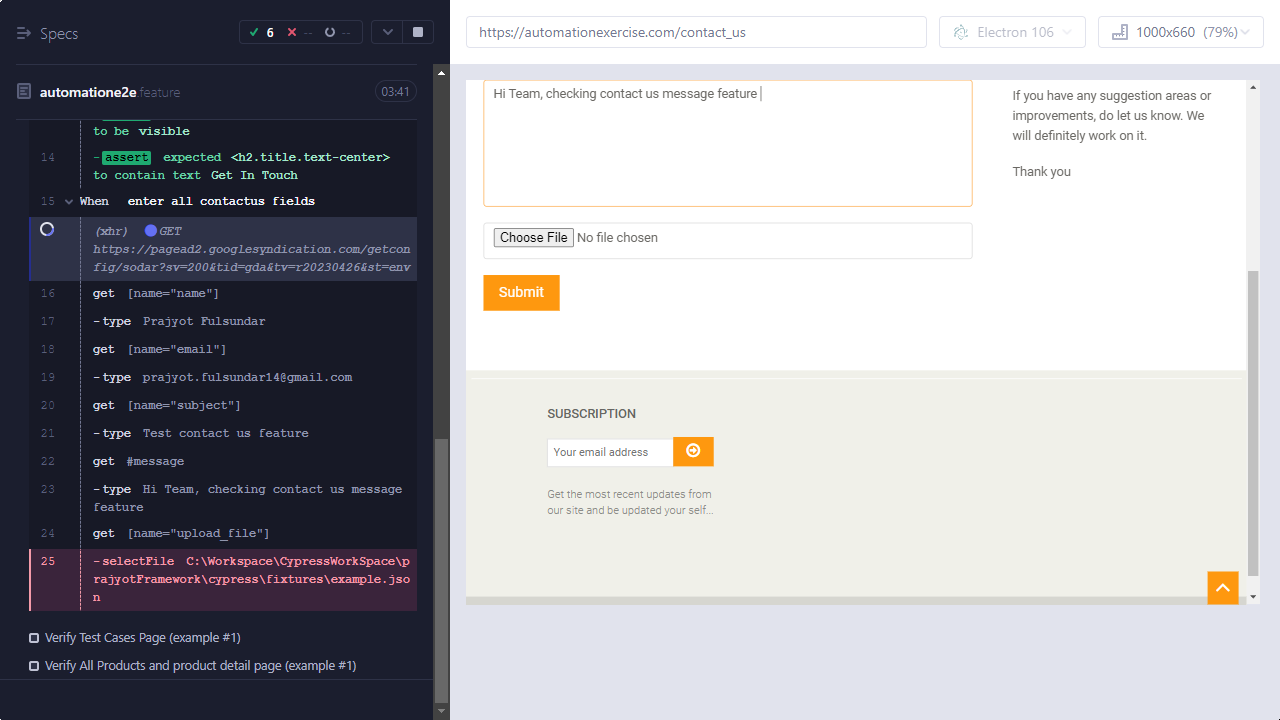 Specs
6
--
--
automatione2e feature
03:41
to be visible
14
-assert expected <h2.title.text-center>
to contain text Get In Touch
15
When enter all contactus fields
(xhr) GET
https://pagead2.googlesyndication.com/getcon
fig/sodar?sv=200&tid=gda&tv=r20230426&st=env
16 get [name="name"]
17 -type Prajyot Fulsundar
18 get [name="email"]
19 -type prajyot.fulsundar14@gmail.com
20 get [name="subject"]
21 -type Test contact us feature
22 get #message
23 -type Hi Team, checking contact us message
feature
24 get [name="upload_file"]
25 -selectFile C:\Workspace\CypressWorkSpace\p
rajyotFramework\cypress\fixtures\example.jso
n
Verify Test Cases Page (example #1)
Verify All Products and product detail page (example #1)
https://automationexercise.com/contact_us
Electron 106
1000x660 (79%)
Hi Team, checking contact us message feature
If you have any suggestion areas or
improvements, do let us know. We
will definitely work on it.
Thank you
Choose File No file chosen
Submit
SUBSCRIPTION
Your email address
Get the most recent updates from
our site and be updated your self...